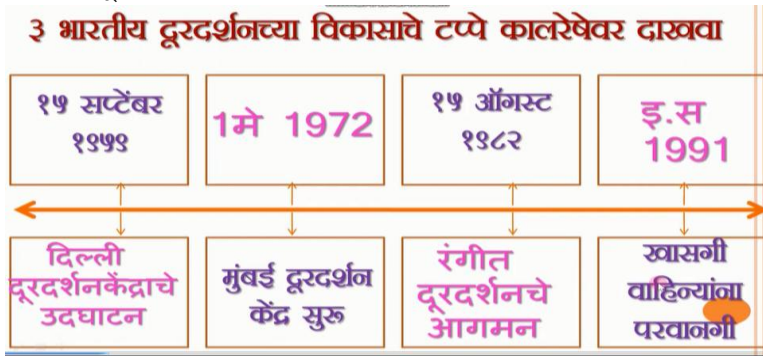 ३ भारतीय दूरदर्शनच्या विकासाचे टप्पे कालरेषेवर दाखवा
१५ सप्टेंबर
१९५९
1मे 1972
१५ ऑगस्ट
१९८२
इ.स
1991
दिल्ली
दूरदर्शनकेंद्राचे
उदघाटन
मुंबई दूरदर्शन
केंद्र सुरू
रंगीत
दूरदर्शनचे
आगमन
खासगी
वाहिन्यांना
परवानगी